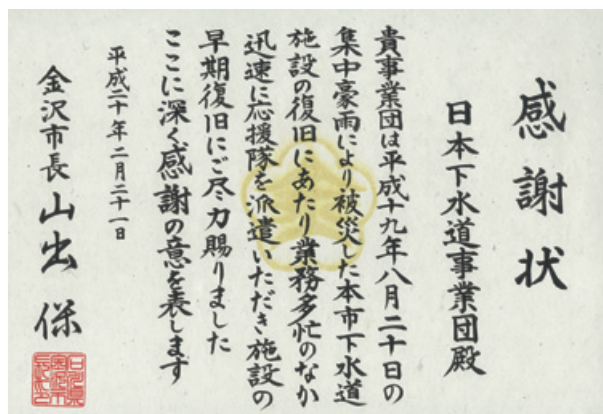 感謝状
日本下水道事業団殿
貴事業団は平成十九年八月二十日の
集中豪雨により被災した本市下水道
施設の復旧にあたり業務多忙のなか
迅速に応援隊を派遣いただき施設の
早期復旧にご尽力賜りました
ここに深く感謝の意を表します
平成二十年二月二十一日
金沢市長 山出 保